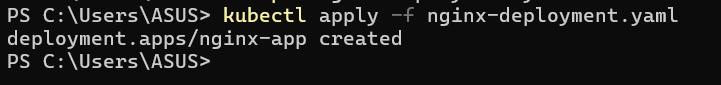 PS C:\Users\ASUS> kubectl apply -f nginx-deployment.yaml
deployment.apps/nginx-app created
PS C:\Users\ASUS>